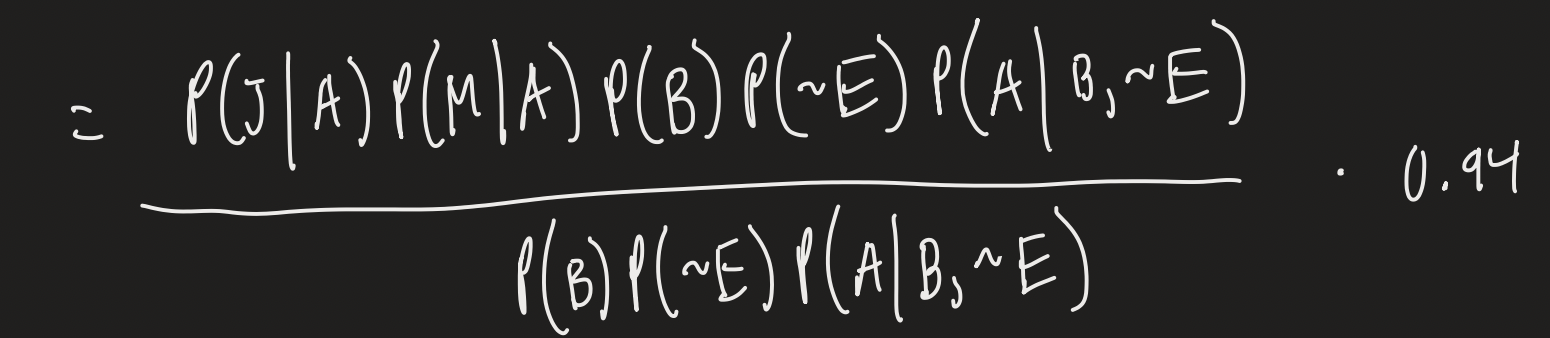 = P(J|A) P(M|A) P(B) P(~E) P(A|B,~E)
· 0.94
P(B) P(~E) P(A|B,~E)